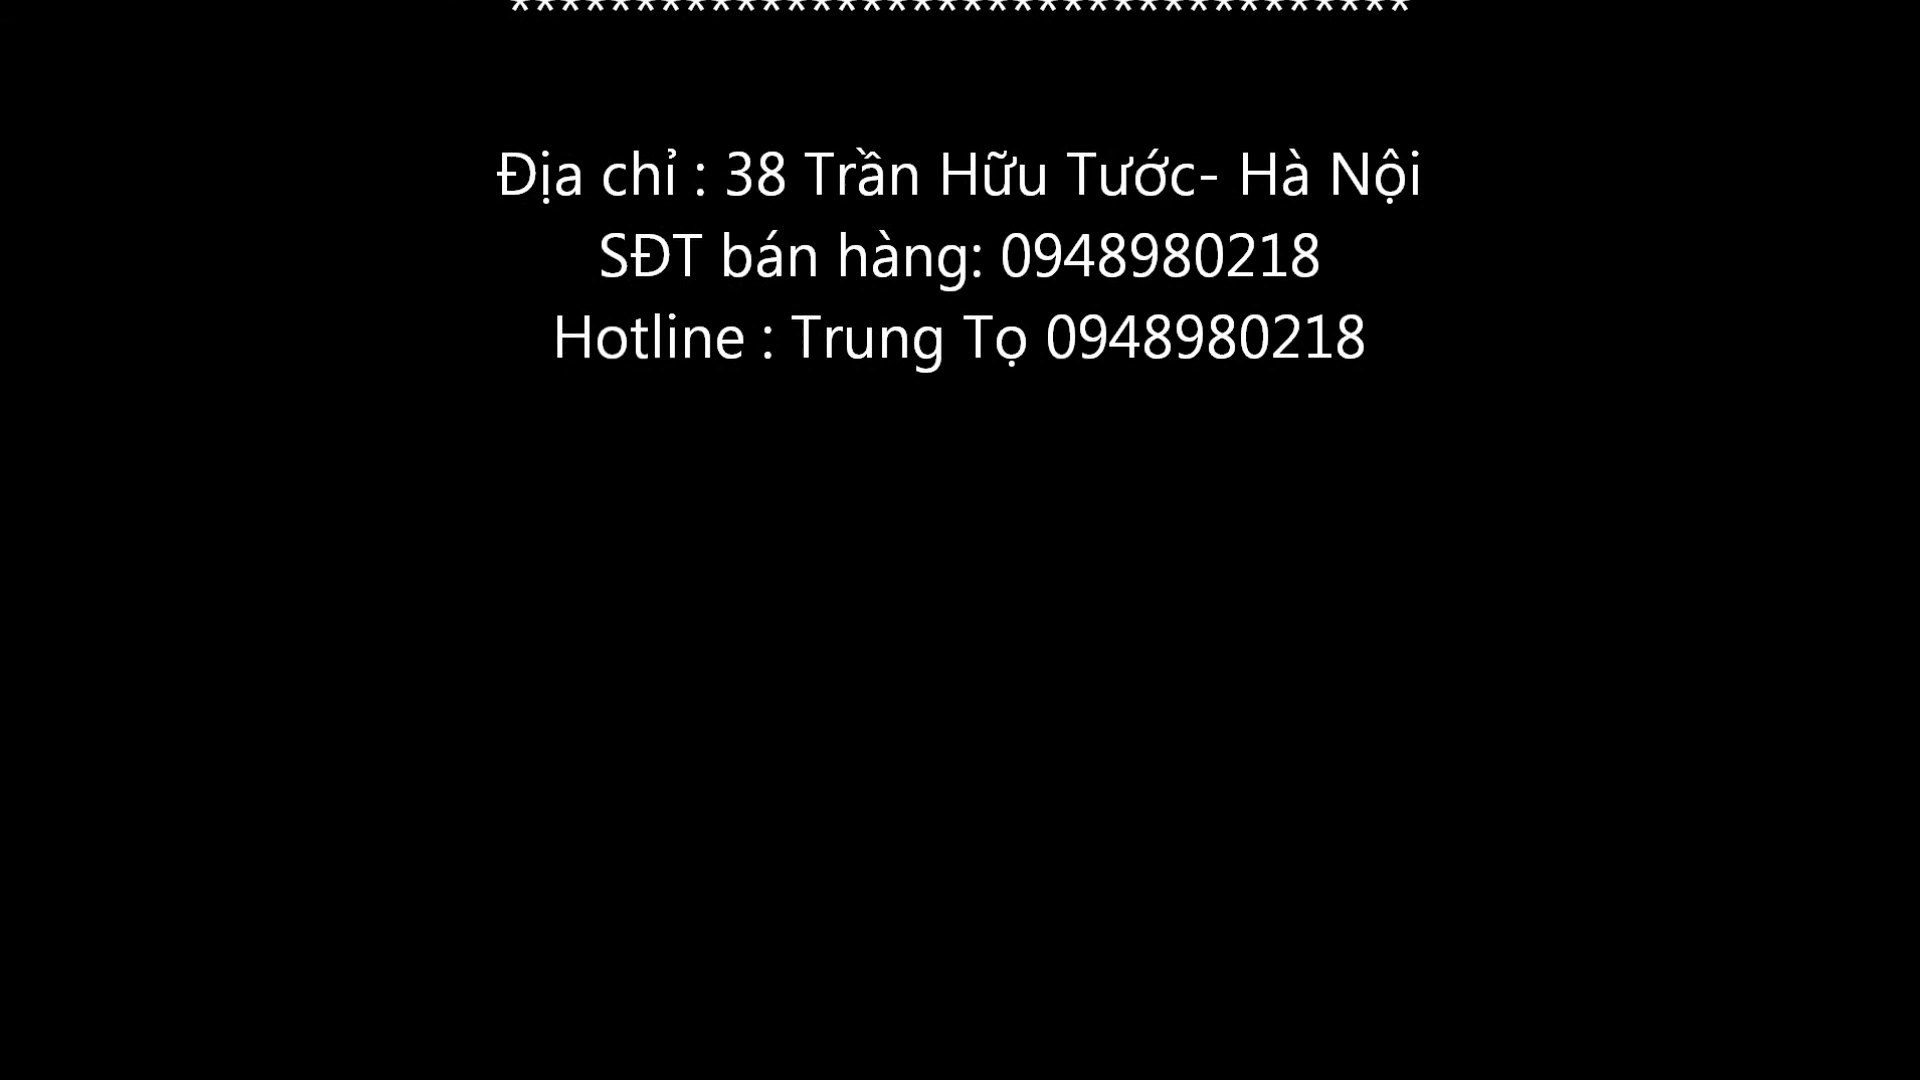 ************************************
Địa chỉ : 38 Trần Hữu Tước- Hà Nội
SĐT bán hàng: 0948980218
Hotline : Trung Tọ 0948980218